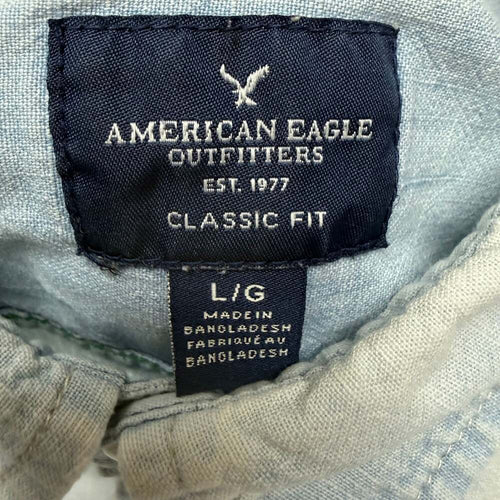 AMERICAN EAGLE
OUTFITTERS
EST. 1977
CLASSIC FIT
L/G
MADE IN
BANGLADESH
FABRIQUÉ AU
BANGLADESH